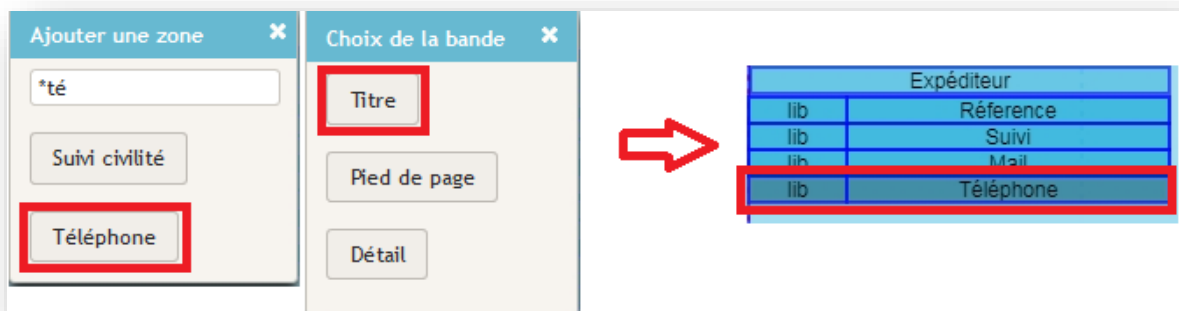 Ajouter une zone ×
*té
Suivi civilité
Téléphone
Choix de la bande ×
Titre
Pied de page
Détail
Expéditeur
lib Réference
lib Suivi
lib Mail
lib Téléphone